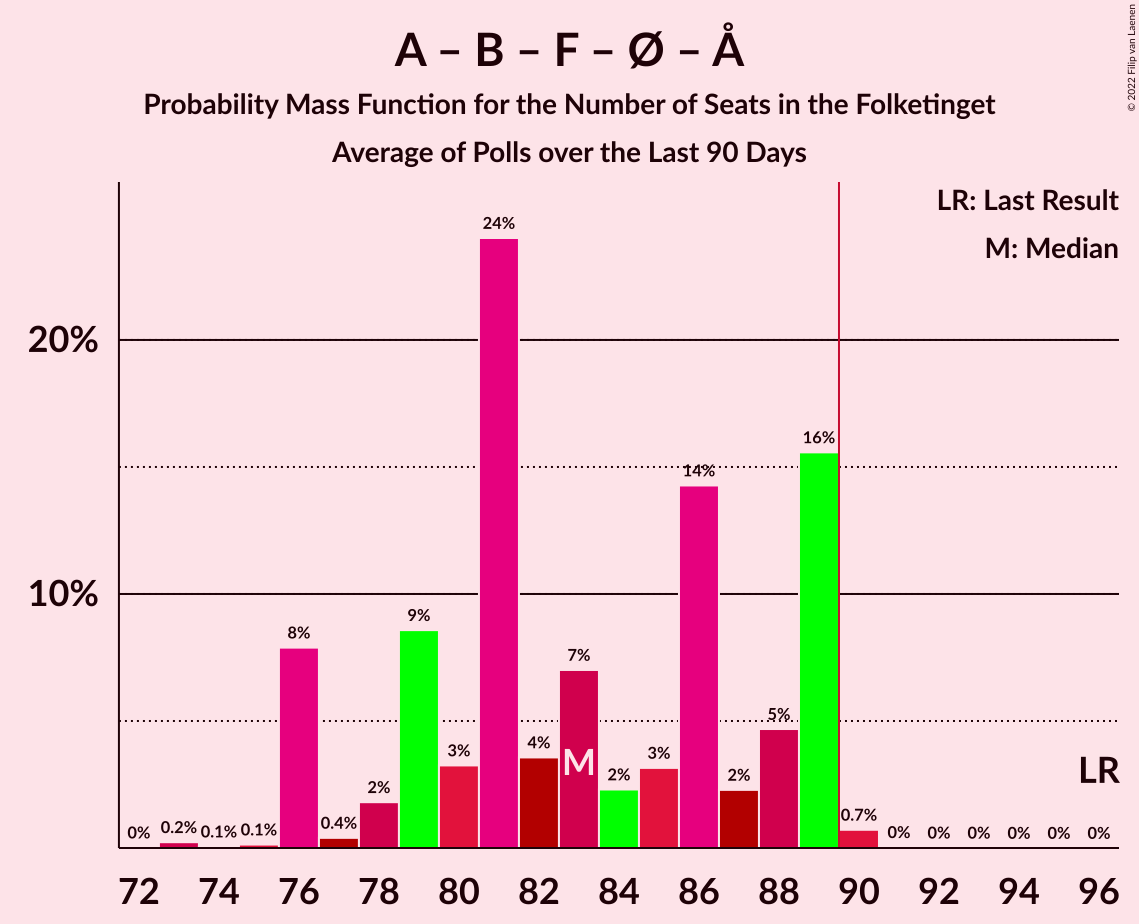 A – B – F – Ø – Å
Probability Mass Function for the Number of Seats in the Folketinget
Average of Polls over the Last 90 Days
© 2022 Filip van Laenen
LR: Last Result
M: Median
24%
20%
16%
14%
10%
9%
8%
7%
5%
4%
3%
3%
M
LR
2%
2%
2%
0.7%
0.4%
0% 0.2% 0.1% 0.1%
0% 0% 0% 0% 0% 0%
72 74 76 78 80 82 84 86 88 90 92 94 96